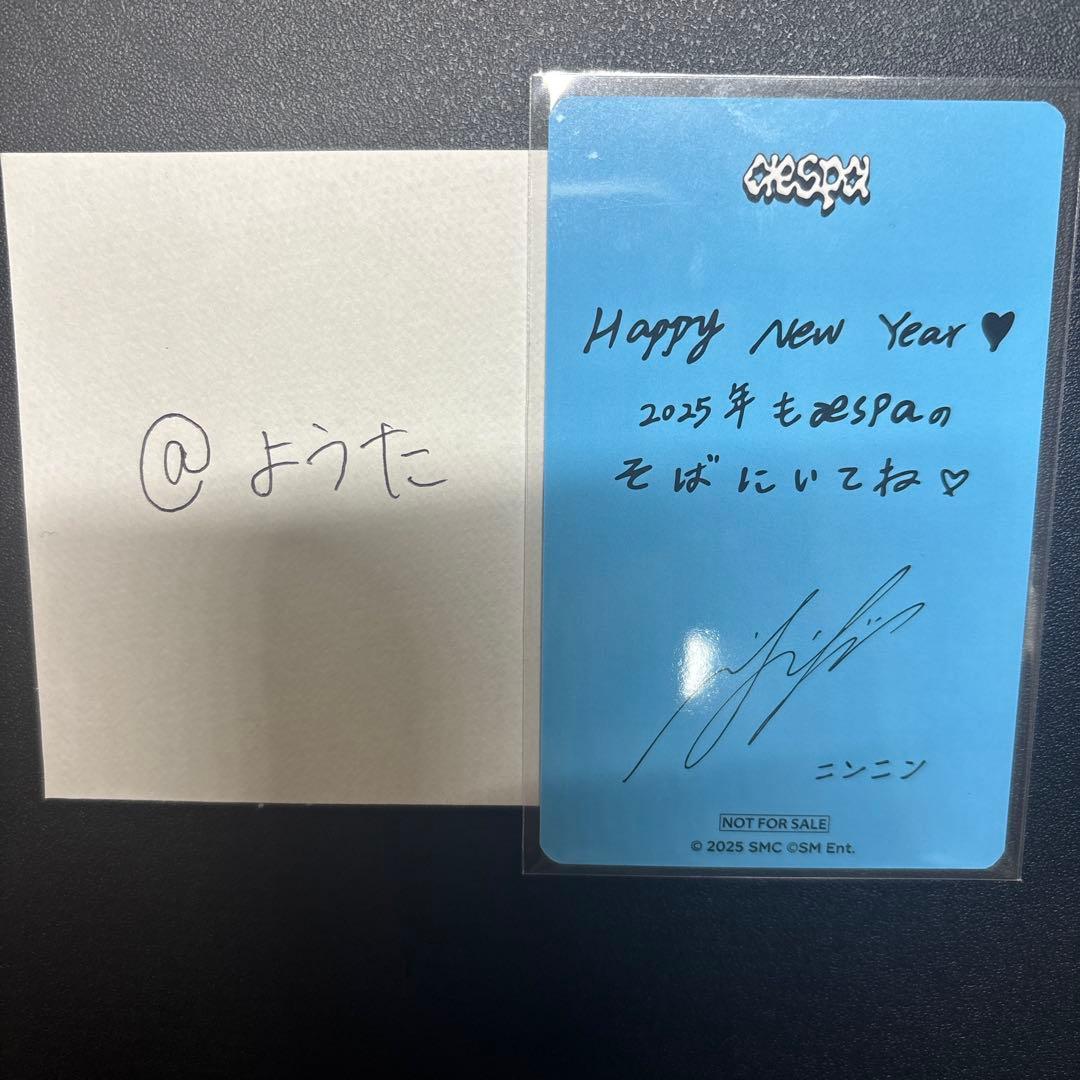 @ようた
aespa
Happy New Year♥
2025年もæspaの
そばにいてね♡
ニンニン
NOT FOR SALE
© 2025 SMC ©SM Ent.